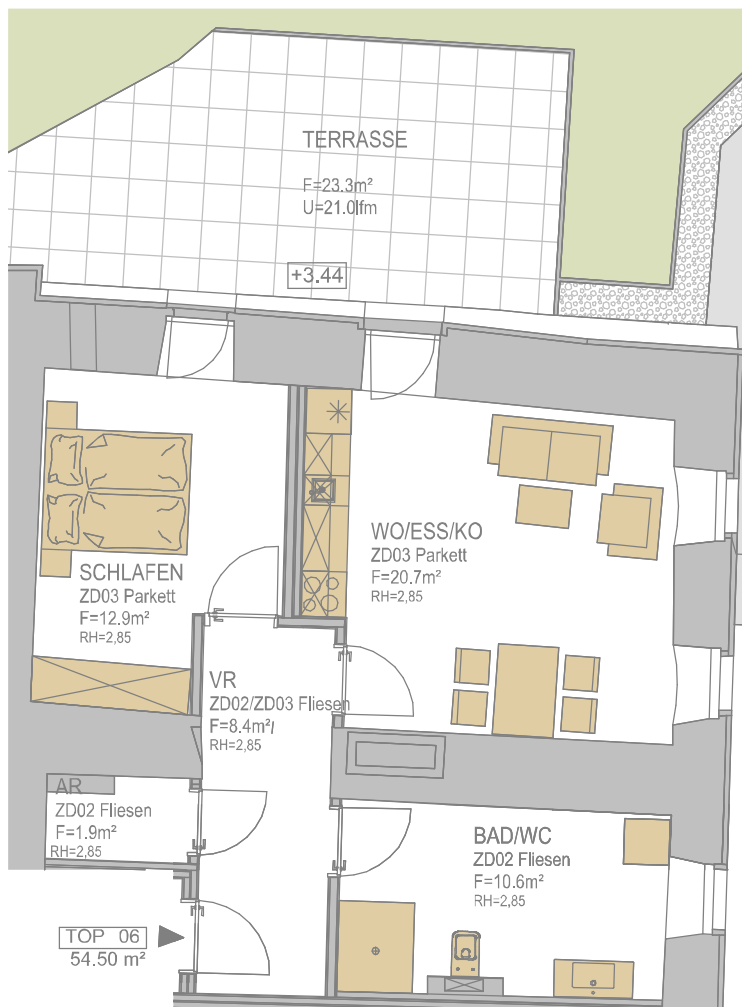 TERRASSE
F=23.3m²
U=21.0lfm
+3.44
WO/ESS/KO
ZD03 Parkett
F=20.7m²
RH=2,85
SCHLAFEN
ZD03 Parkett
F=12.9m²
RH=2,85
VR
ZD02/ZD03 Fliesen
F=8.4m²
RH=2,85
AR
ZD02 Fliesen
F=1.9m²
RH=2,85
BAD/WC
ZD02 Fliesen
F=10.6m²
RH=2,85
TOP 06
54.50 m²